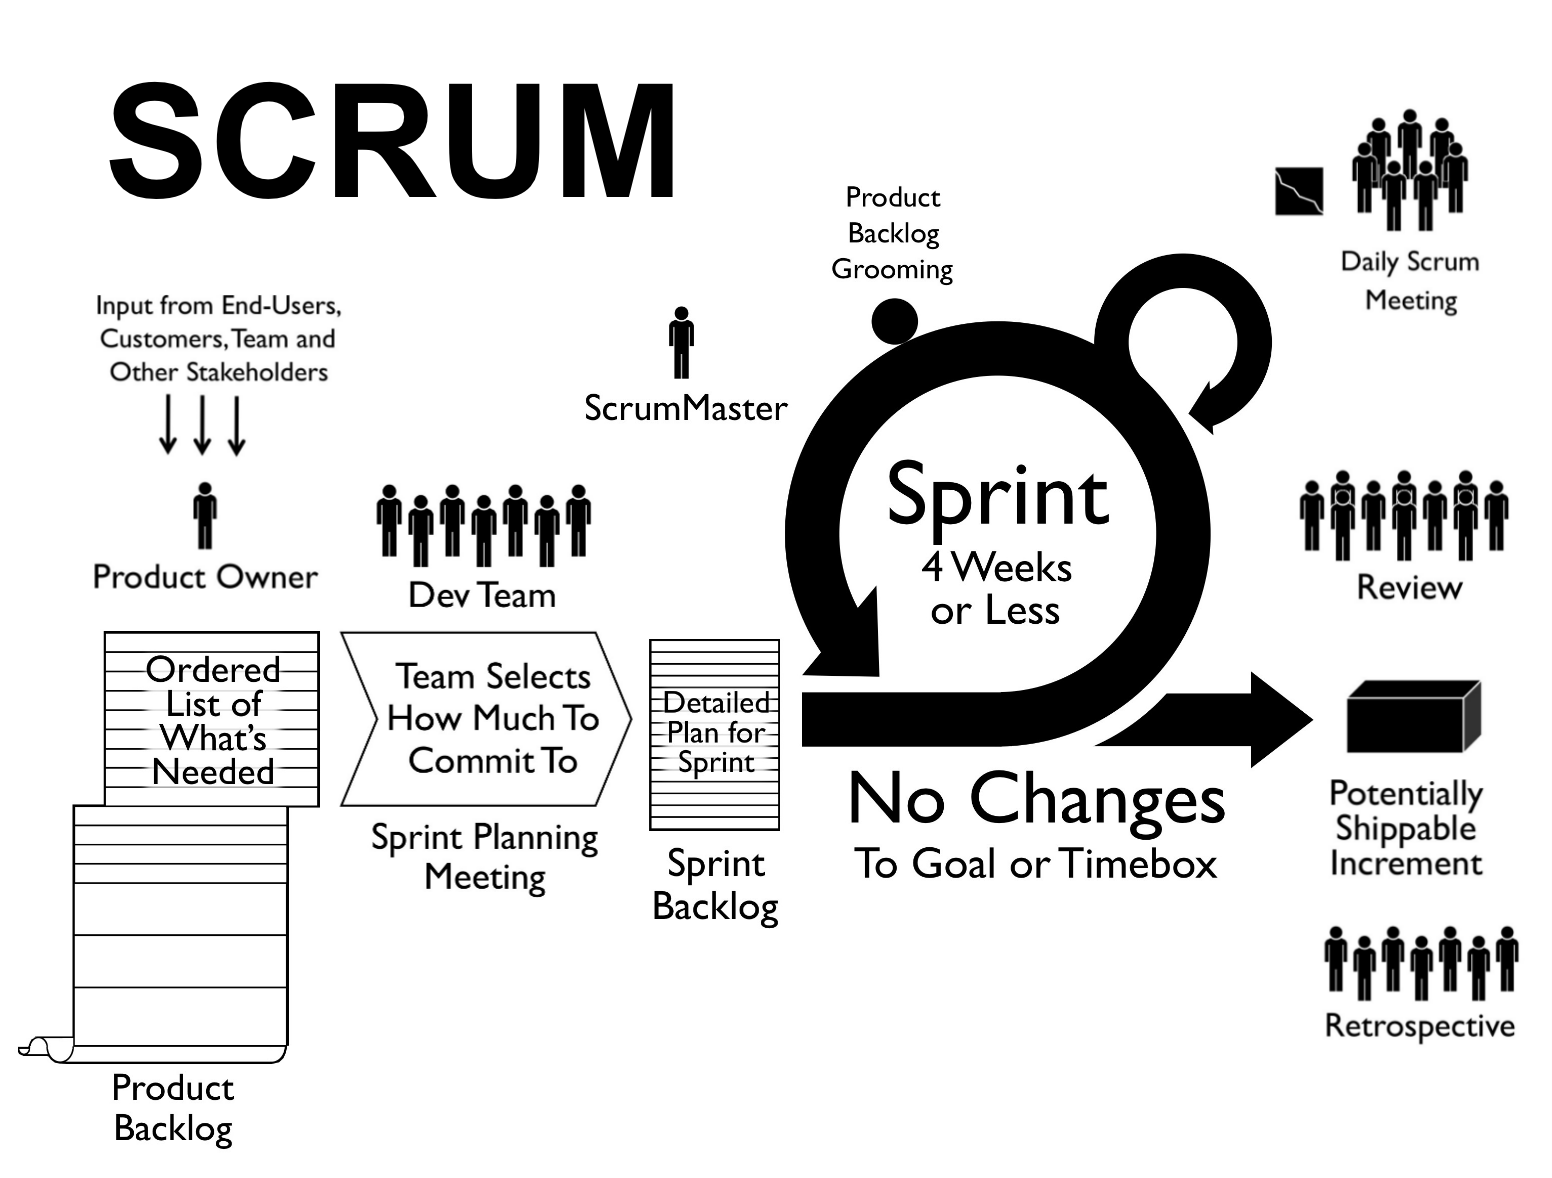 SCRUM
Input from End-Users,
Customers, Team and
Other Stakeholders
Product Owner
Dev Team
ScrumMaster
Product
Backlog
Grooming
Daily Scrum
Meeting
Sprint
4 Weeks
or Less
Review
Ordered
List of
What's
Needed
Team Selects
How Much To
Commit To
Detailed
Plan for
Sprint
Sprint Planning
Meeting
Sprint
Backlog
No Changes
To Goal or Timebox
Potentially
Shippable
Increment
Retrospective
Product
Backlog